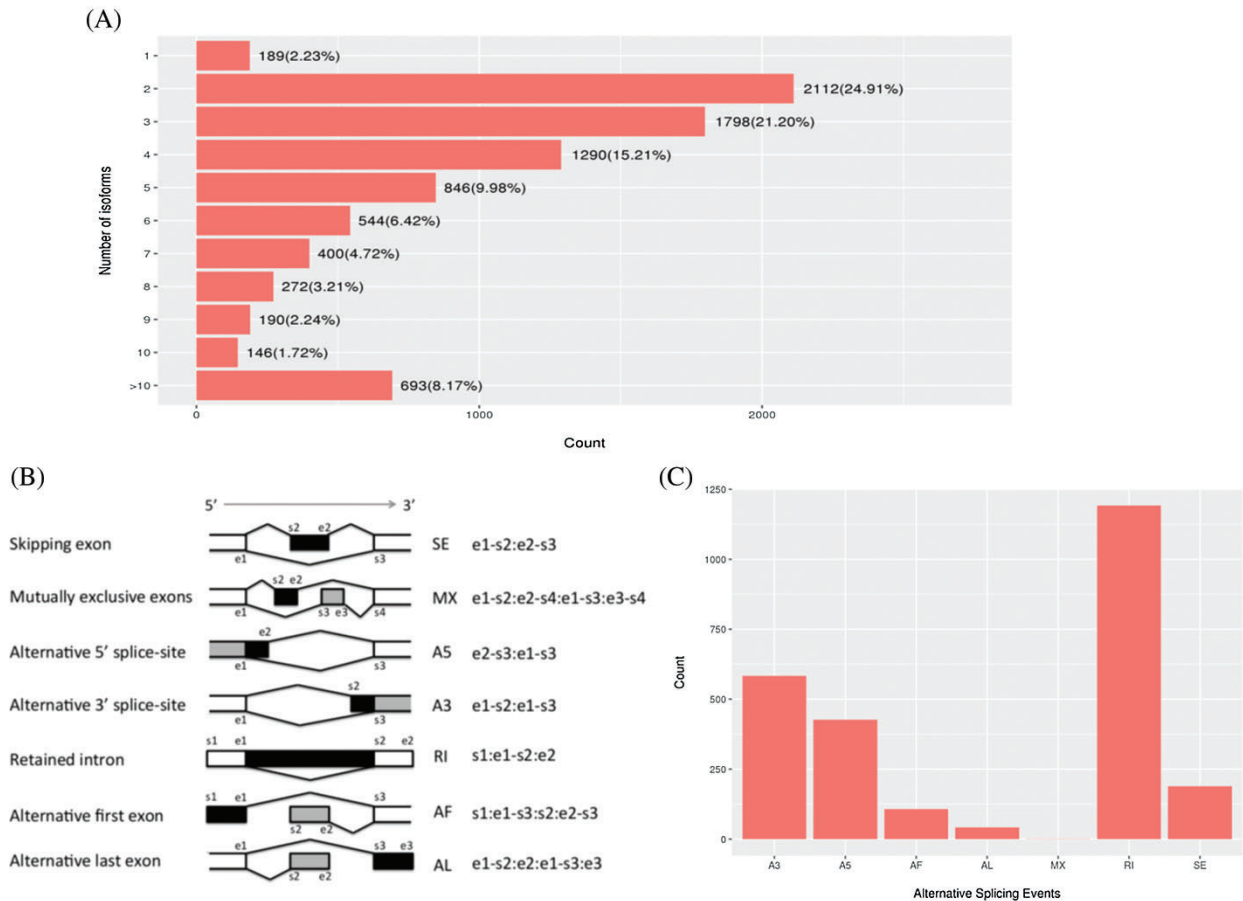 (A)
1
189(2.23%)
2
2112(24.91%)
3
1798(21.20%)
4
1290(15.21%)
5
846(9.98%)
6
544(6.42%)
7
400(4.72%)
8
272(3.21%)
9
190(2.24%)
10
146(1.72%)
>10
693(8.17%)
Number of isoforms
0
1000
2000
Count
(B)
5′ 3′
s2 e2
Skipping exon SE e1-s2:e2-s3
e1 s3
s2 e2
Mutually exclusive exons MX e1-s2:e2-s4:e1-s3:e3-s4
e1 s3 e3 s4
e2
Alternative 5′ splice-site A5 e2-s3:e1-s3
e1 s3
s2
Alternative 3′ splice-site A3 e1-s2:e1-s3
e1 s3
s1 e1 s2 e2
Retained intron RI s1:e1-s2:e2
s1 e1 s3
Alternative first exon AF s1:e1-s3:s2:e2-s3
s2 e2
e1 s3 e3
Alternative last exon AL e1-s2:e2:e1-s3:e3
s2 e2
(C)
1250
1000
750
500
250
0
Count
A3
A5
AF
AL
MX
RI
SE
Alternative Splicing Events